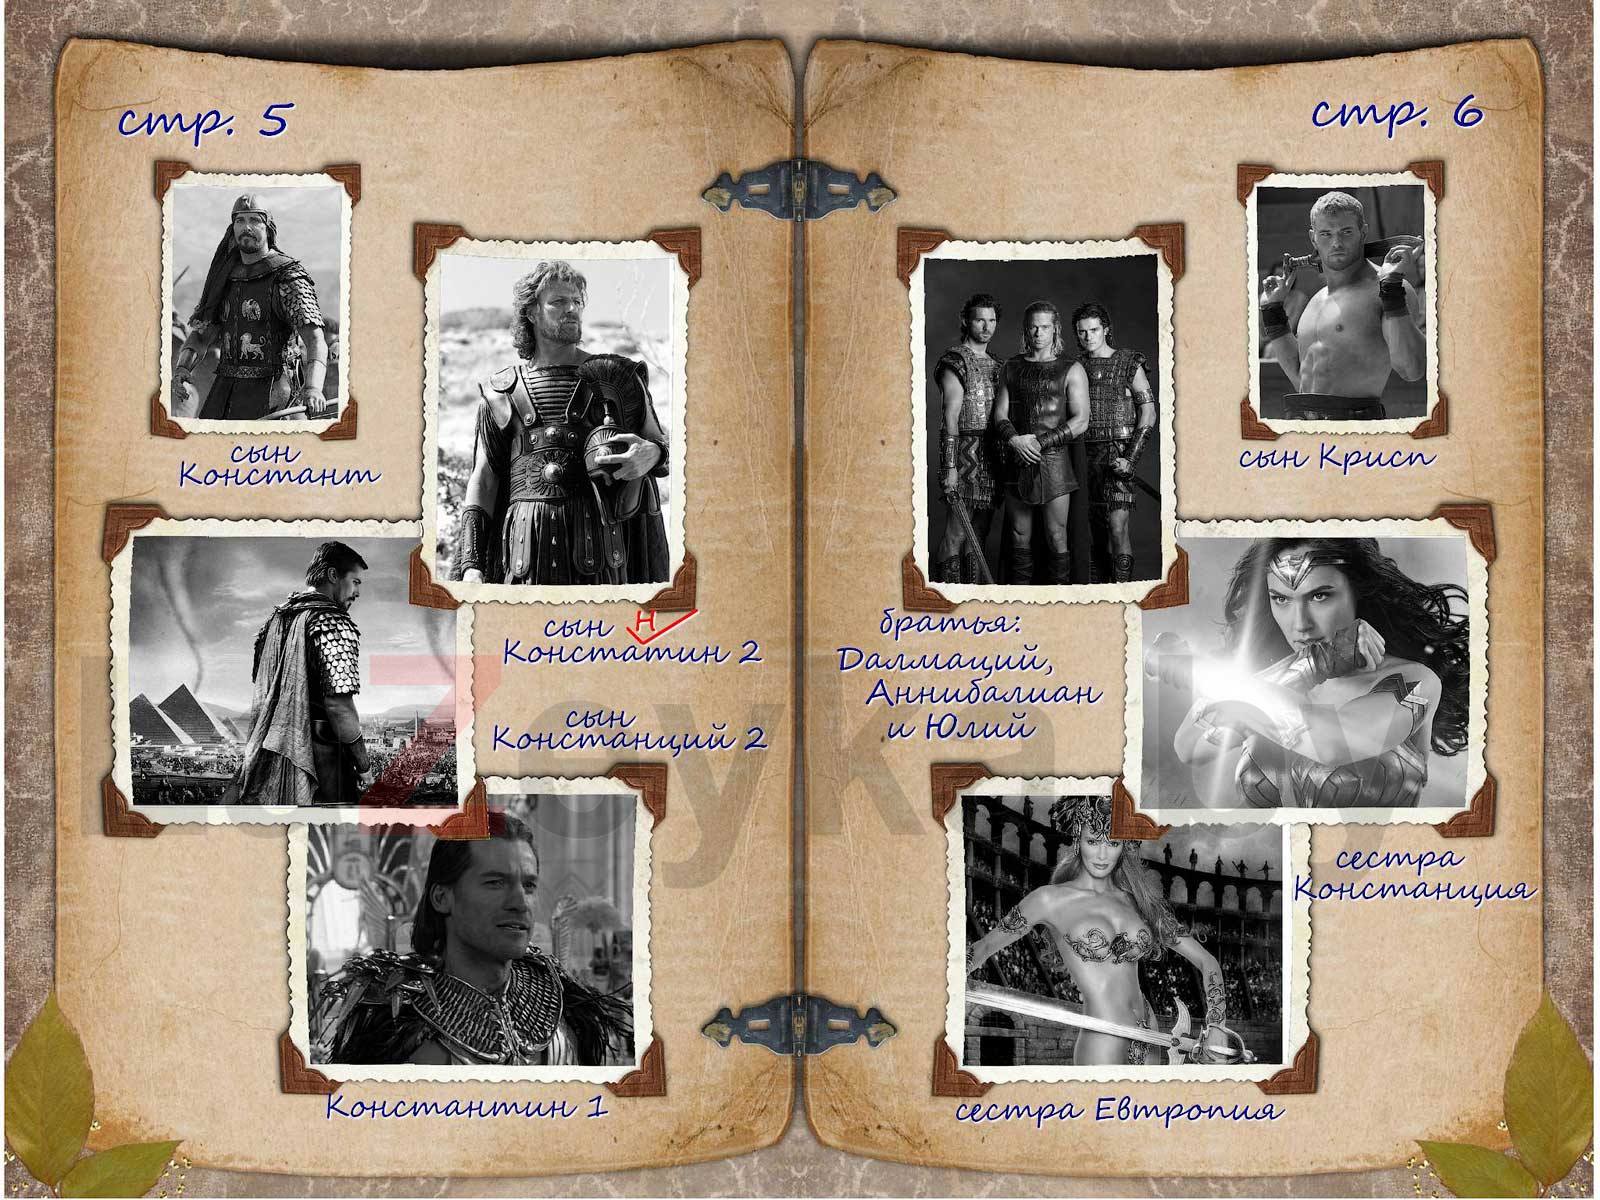 стр. 5
сын
Констант
сын н
Констатин 2
сын
Констанций 2
Константин 1
стр. 6
сын Крисп
братья:
Далмаций,
Аннибалиан
и Юлий
сестра
Констанция
сестра Евтропия